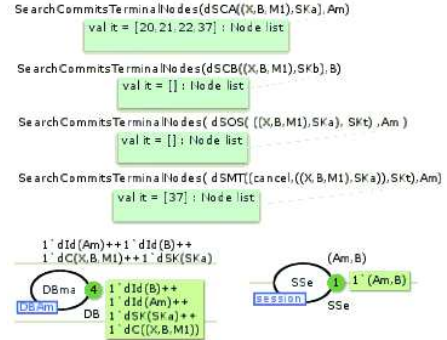 SearchCommitsTerminalNodes(dSCA((X,B,M1),SKa),Am)
val it = [20,21,22,37] : Node list
SearchCommitsTerminalNodes(dSCB((X,B,M1),SKb),B)
val it = [] : Node list
SearchCommitsTerminalNodes( dSOS( ((X,B,M1),SKa), SKt) ,Am )
val it = [] : Node list
SearchCommitsTerminalNodes( dSMT((cancel,((X,B,M1),SKa)),SKt),Am)
val it = [37] : Node list
1`dId(Am)++1`dId(B)++
1`dC(X,B,M1)++1`dSK(SKa)
DBma
4
1`dId(B)++
1`dId(Am)++
1`dSK(SKa)++
1`dC((X,B,M1))
DBAm
DB
(Am,B)
SSe
1
1`(Am,B)
session
SSe